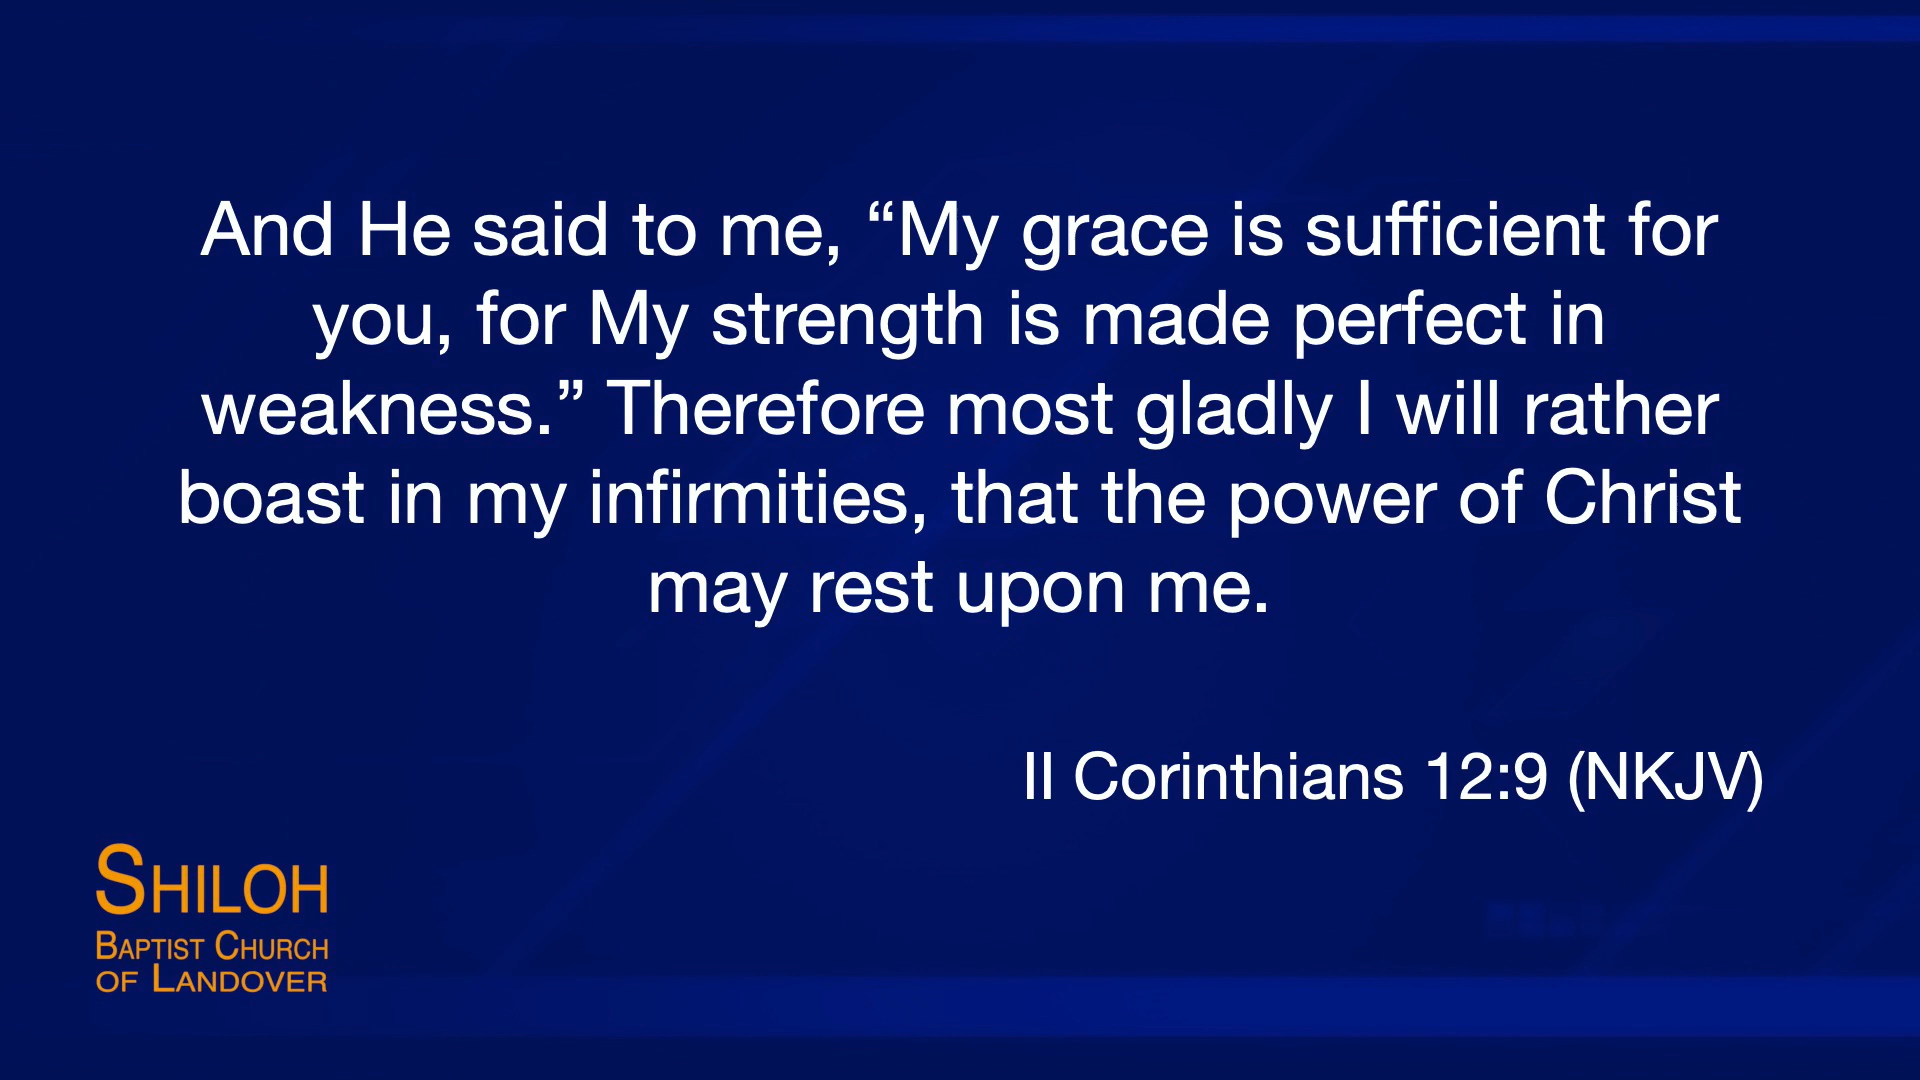 And He said to me, “My grace is sufficient for
you, for My strength is made perfect in
weakness.” Therefore most gladly I will rather
boast in my infirmities, that the power of Christ
may rest upon me.
II Corinthians 12:9 (NKJV)
SHILOH
BAPTIST CHURCH
OF LANDOVER